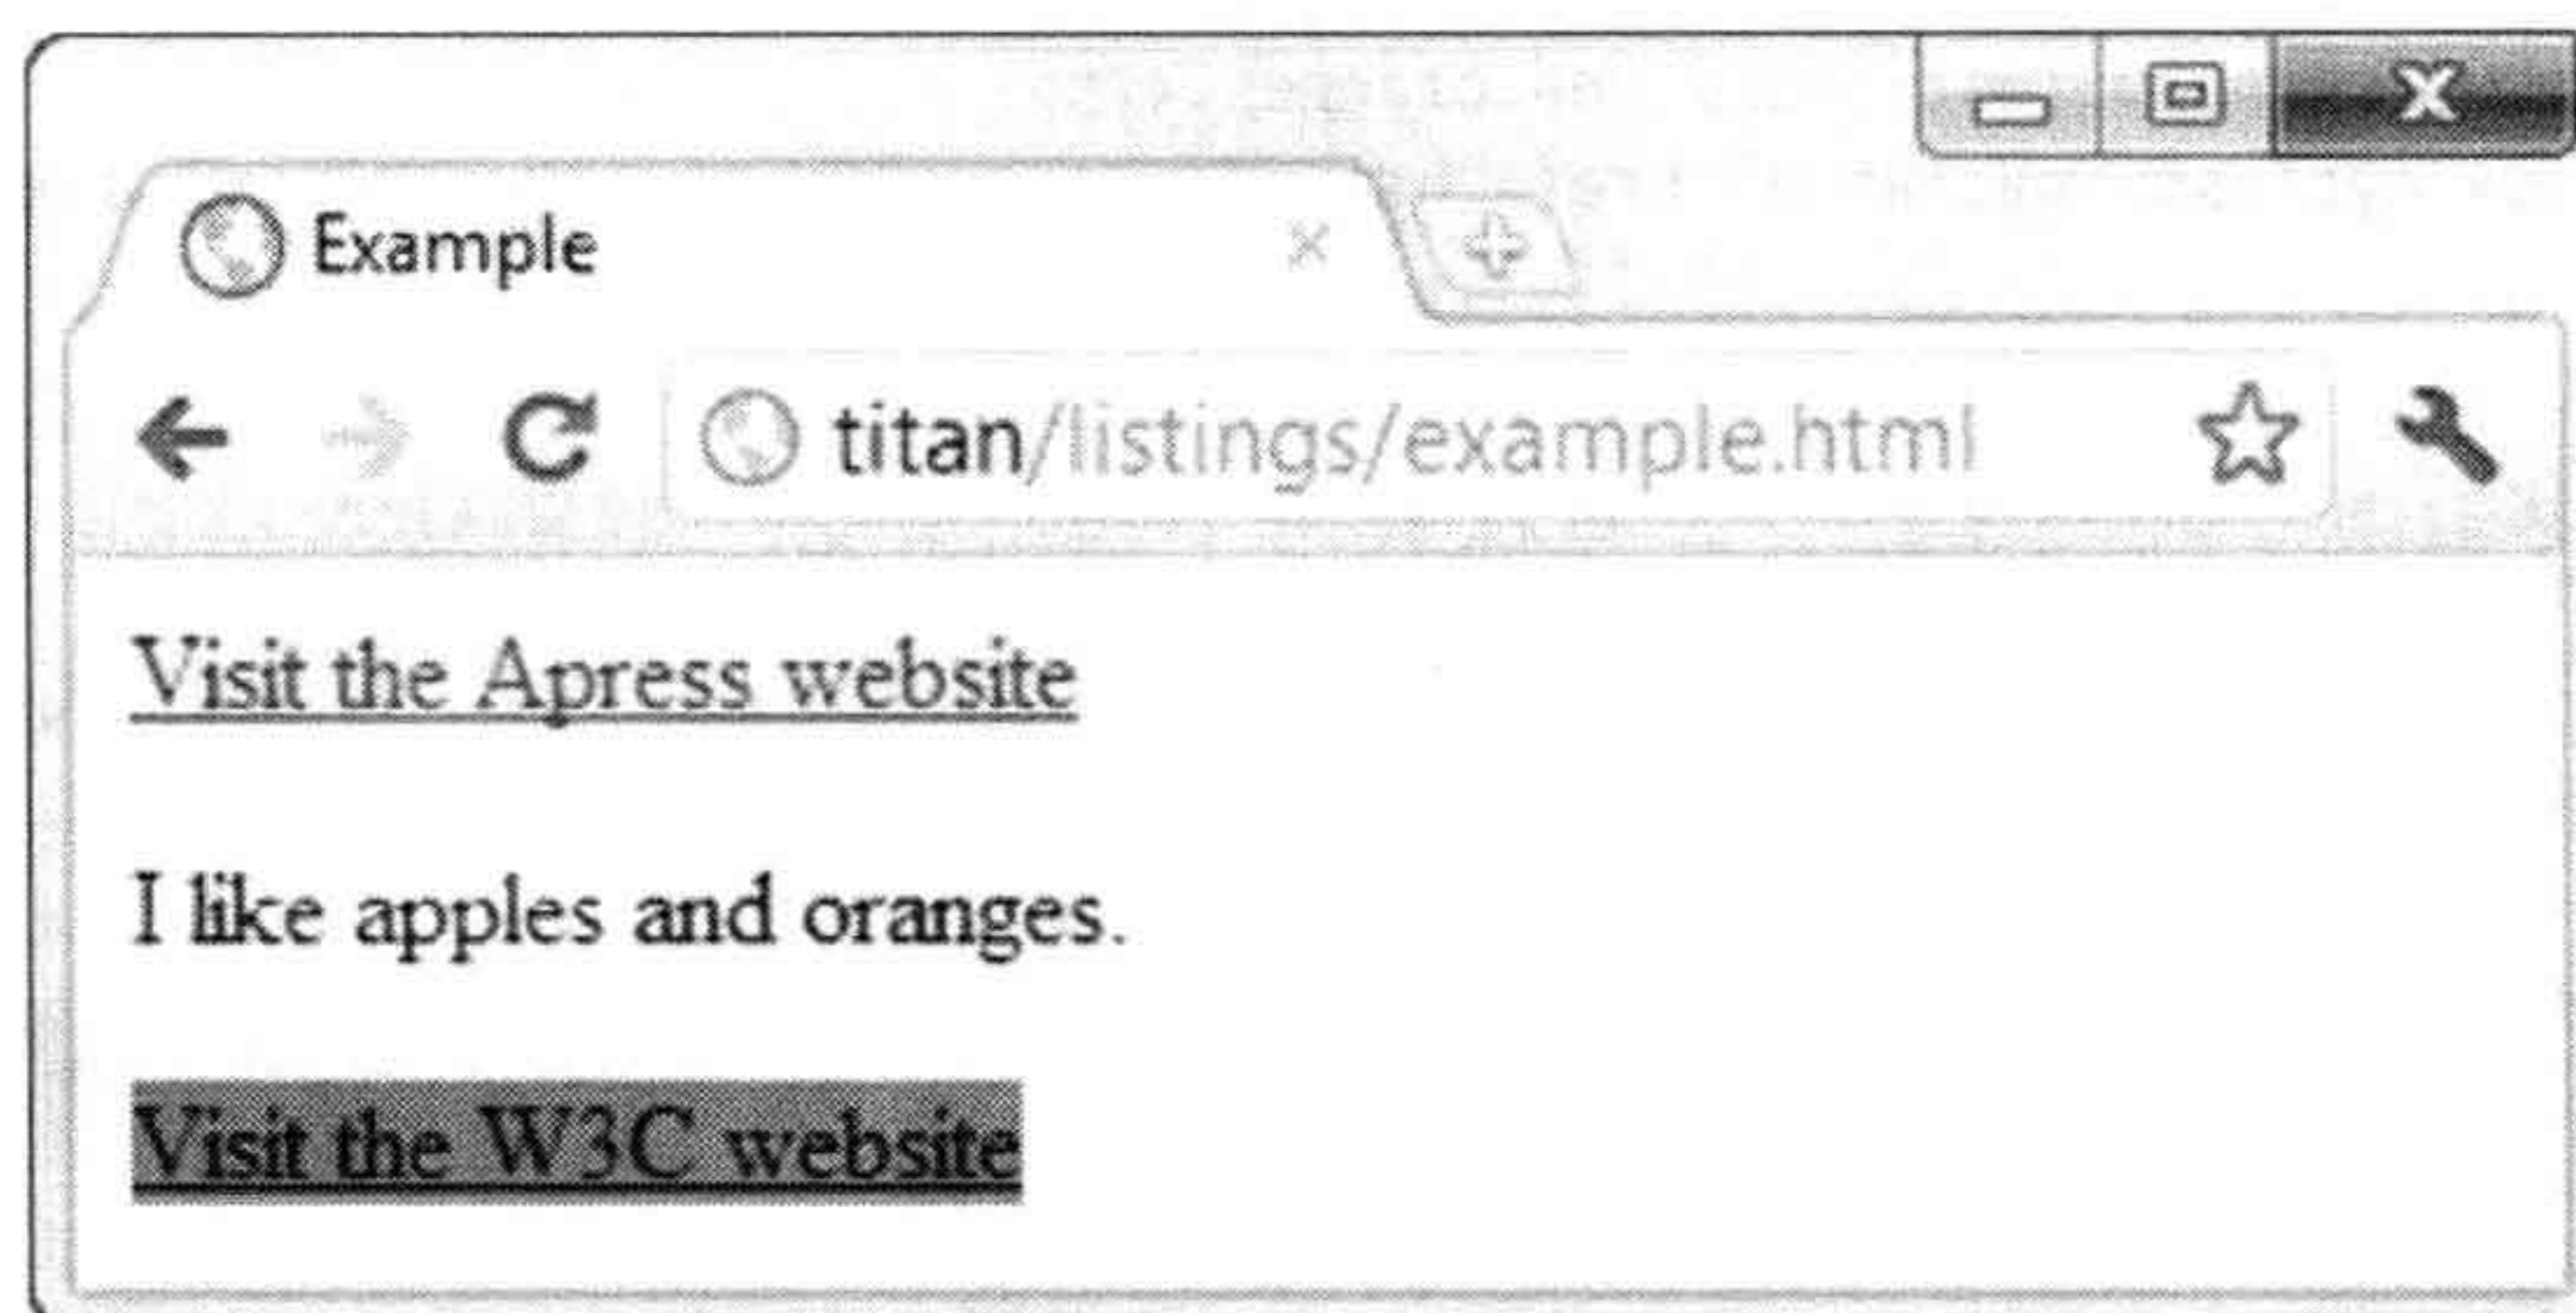 Example
titan/listings/example.html
Visit the Apress website
I like apples and oranges.
Visit the W3C website